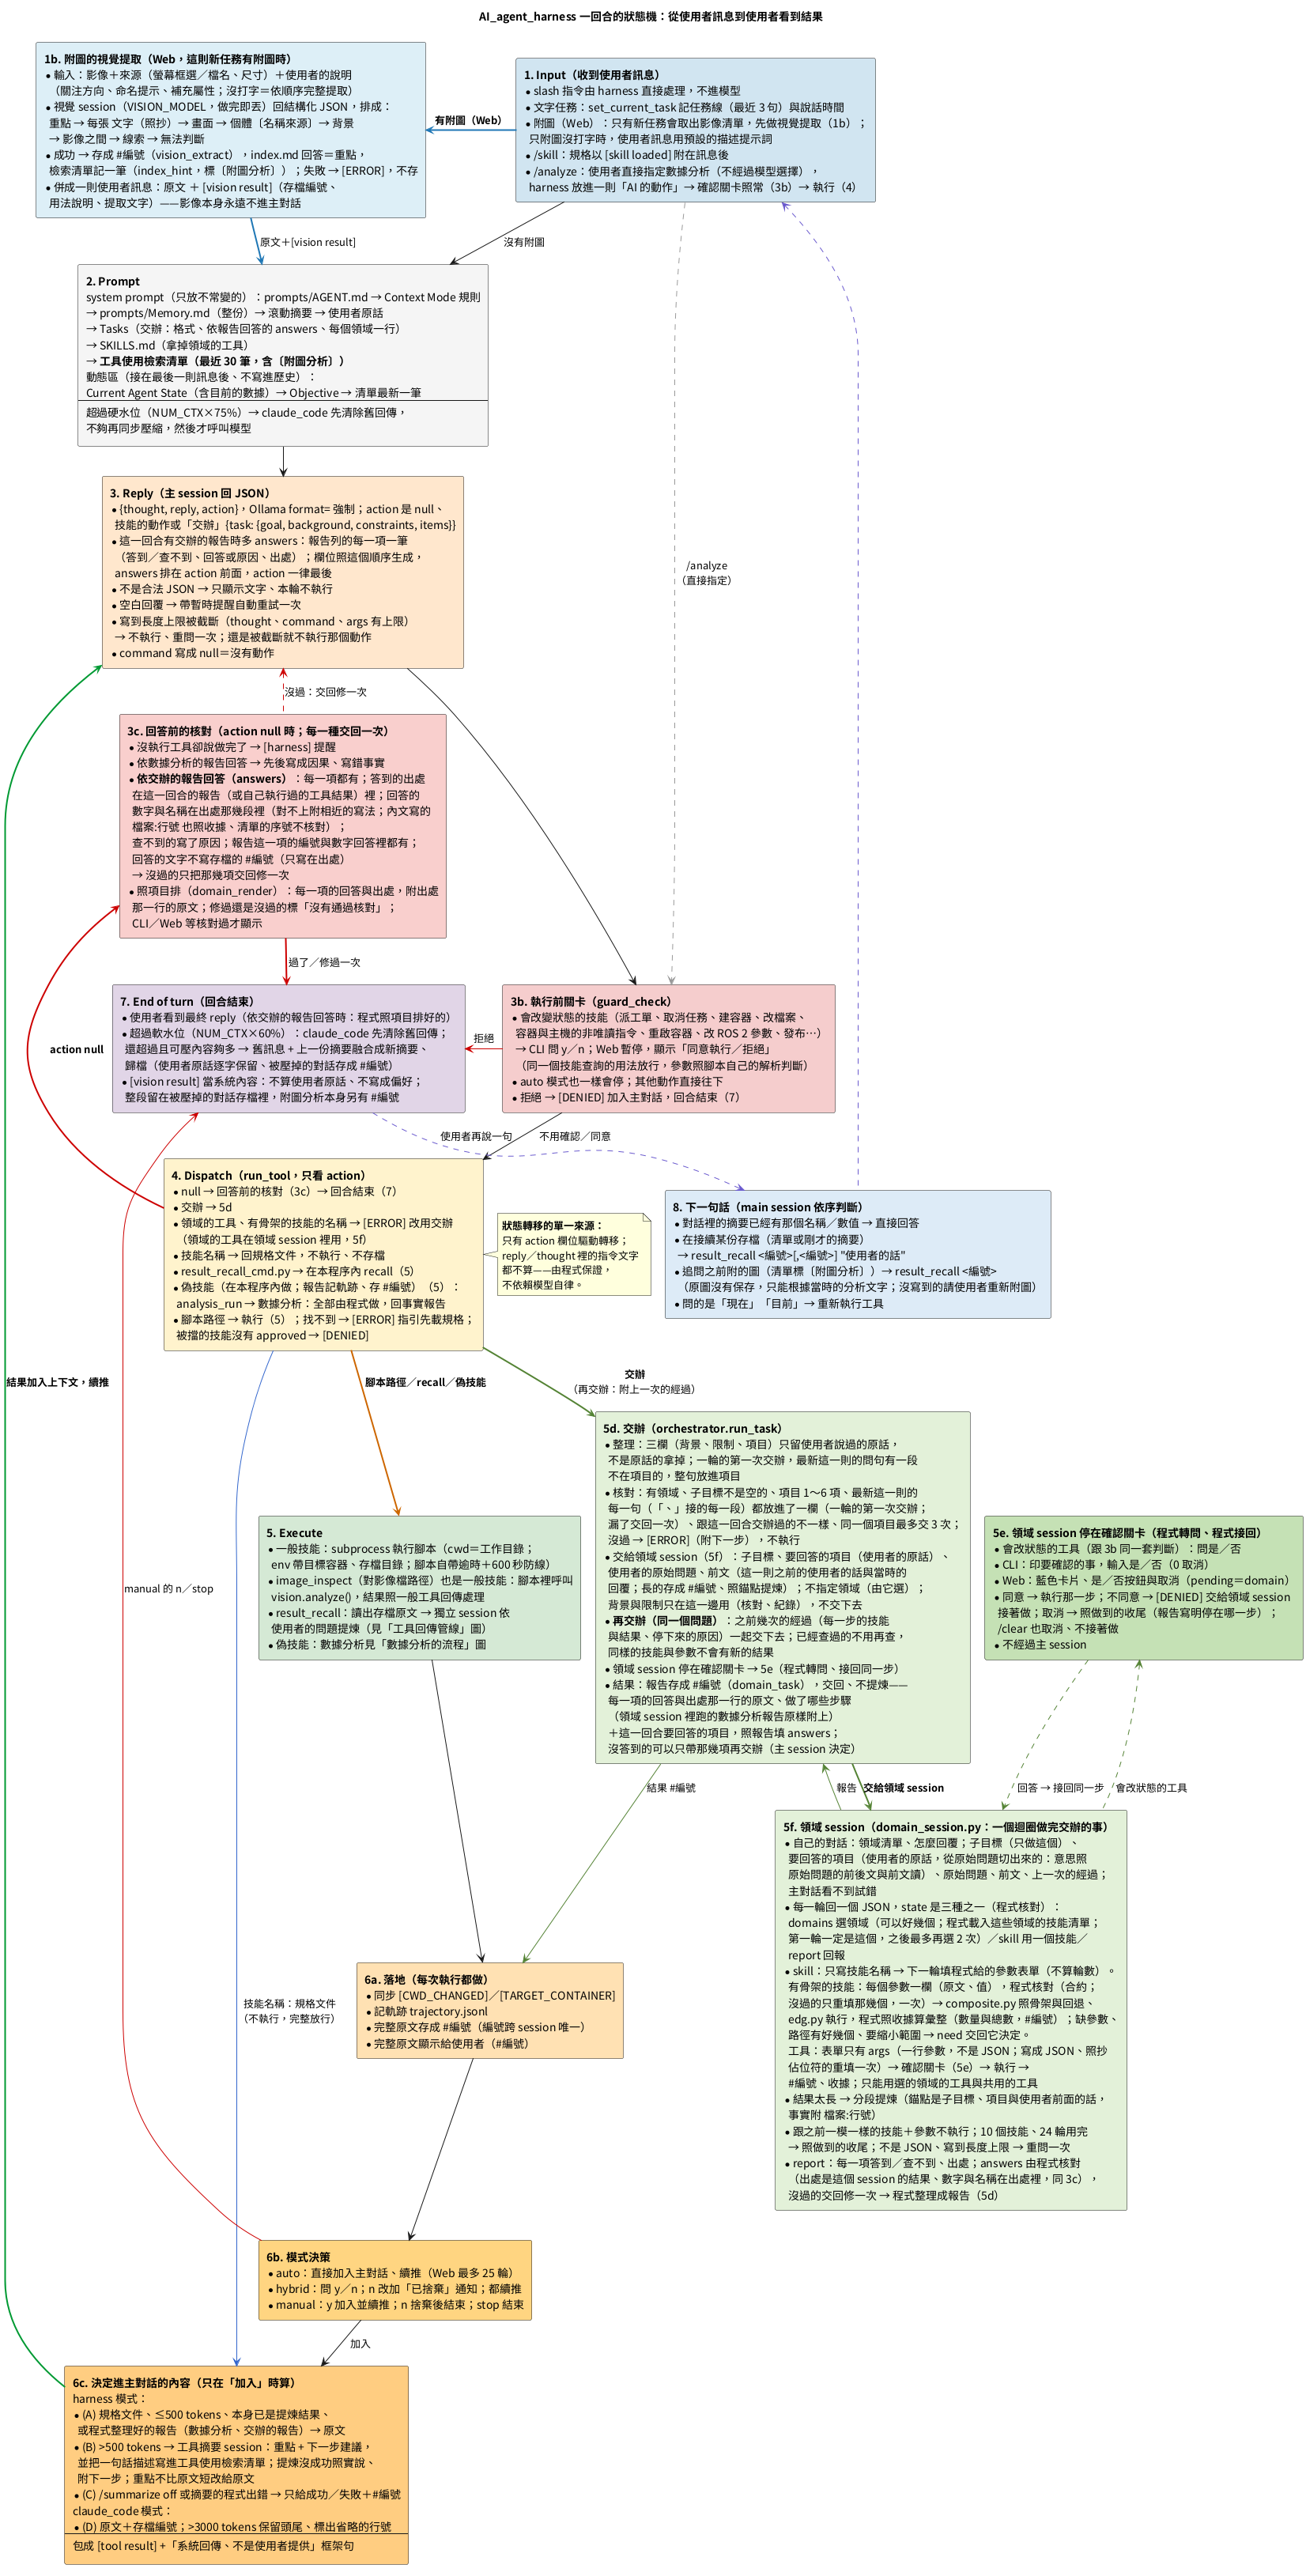 AI_agent_harness 一回合的狀態機：從使用者訊息到使用者看到結果
1b. 附圖的視覺提取（Web，這則新任務有附圖時）
• 輸入：影像＋來源（螢幕框選／檔名、尺寸）＋使用者的說明
（關注方向、命名提示、補充屬性；沒打字＝依順序完整提取）
• 視覺 session（VISION_MODEL，做完即丟）回結構化 JSON，排成：
重點 → 每張 文字（照抄）→ 畫面 → 個體〔名稱來源〕→ 背景
→ 影像之間 → 線索 → 無法判斷
• 成功 → 存成 #編號（vision_extract），index.md 回答＝重點，
檢索清單記一筆（index_hint，標〔附圖分析〕）；失敗 → [ERROR]，不存
• 併成一則使用者訊息：原文 ＋ [vision result]（存檔編號、
用法說明、提取文字）——影像本身永遠不進主對話
有附圖（Web）
1. Input（收到使用者訊息）
• slash 指令由 harness 直接處理，不進模型
• 文字任務：set_current_task 記任務線（最近 3 句）與說話時間
• 附圖（Web）：只有新任務會取出影像清單，先做視覺提取（1b）；
只附圖沒打字時，使用者訊息用預設的描述提示詞
• /skill：規格以 [skill loaded] 附在訊息後
• /analyze：使用者直接指定數據分析（不經過模型選擇），
harness 放進一則「AI 的動作」→ 確認關卡照常（3b）→ 執行（4）
原文＋[vision result]
沒有附圖
2. Prompt
system prompt（只放不常變的）：prompts/AGENT.md → Context Mode 規則
→ prompts/Memory.md（整份）→ 滾動摘要 → 使用者原話
→ Tasks（交辦：格式、依報告回答的 answers、每個領域一行）
→ SKILLS.md（拿掉領域的工具）
→ 工具使用檢索清單（最近 30 筆，含〔附圖分析〕）
動態區（接在最後一則訊息後、不寫進歷史）：
Current Agent State（含目前的數據）→ Objective → 清單最新一筆
超過硬水位（NUM_CTX×75%）→ claude_code 先清除舊回傳，
不夠再同步壓縮，然後才呼叫模型
3. Reply（主 session 回 JSON）
• {thought, reply, action}，Ollama format= 強制；action 是 null、
技能的動作或「交辦」{task: {goal, background, constraints, items}}
• 這一回合有交辦的報告時多 answers：報告列的每一項一筆
（答到／查不到、回答或原因、出處）；欄位照這個順序生成，
answers 排在 action 前面，action 一律最後
• 不是合法 JSON → 只顯示文字、本輪不執行
• 空白回覆 → 帶暫時提醒自動重試一次
• 寫到長度上限被截斷（thought、command、args 有上限）
→ 不執行、重問一次；還是被截斷就不執行那個動作
• command 寫成 null＝沒有動作
/analyze
（直接指定）
沒過：交回修一次
3c. 回答前的核對（action null 時；每一種交回一次）
• 沒執行工具卻說做完了 → [harness] 提醒
• 依數據分析的報告回答 → 先後寫成因果、寫錯事實
• 依交辦的報告回答（answers）：每一項都有；答到的出處
在這一回合的報告（或自己執行過的工具結果）裡；回答的
數字與名稱在出處那幾段裡（對不上附相近的寫法；內文寫的
檔案:行號 也照收據、清單的序號不核對）；
查不到的寫了原因；報告這一項的編號與數字回答裡都有；
回答的文字不寫存檔的 #編號（只寫在出處）
→ 沒過的只把那幾項交回修一次
• 照項目排（domain_render）：每一項的回答與出處，附出處
那一行的原文；修過還是沒過的標「沒有通過核對」；
CLI／Web 等核對過才顯示
過了／修過一次
action null
7. End of turn（回合結束）
• 使用者看到最終 reply（依交辦的報告回答時：程式照項目排好的）
• 超過軟水位（NUM_CTX×60%）：claude_code 先清除舊回傳；
還超過且可壓內容夠多 → 舊訊息 + 上一份摘要融合成新摘要、
歸檔（使用者原話逐字保留、被壓掉的對話存成 #編號）
• [vision result] 當系統內容：不算使用者原話、不寫成偏好；
整段留在被壓掉的對話存檔裡，附圖分析本身另有 #編號
拒絕
3b. 執行前關卡（guard_check）
• 會改變狀態的技能（派工單、取消任務、建容器、改檔案、
容器與主機的非唯讀指令、重啟容器、改 ROS 2 參數、發布…）
→ CLI 問 y／n；Web 暫停，顯示「同意執行／拒絕」
（同一個技能查詢的用法放行，參數照腳本自己的解析判斷）
• auto 模式也一樣會停；其他動作直接往下
• 拒絕 → [DENIED] 加入主對話，回合結束（7）
使用者再說一句
不用確認／同意
4. Dispatch（run_tool，只看 action）
• null → 回答前的核對（3c）→ 回合結束（7）
• 交辦 → 5d
• 領域的工具、有骨架的技能的名稱 → [ERROR] 改用交辦
（領域的工具在領域 session 裡用，5f）
• 技能名稱 → 回規格文件，不執行、不存檔
• result_recall_cmd.py → 在本程序內 recall（5）
• 偽技能（在本程序內做；報告記軌跡、存 #編號）（5）：
analysis_run → 數據分析：全部由程式做，回事實報告
• 腳本路徑 → 執行（5）；找不到 → [ERROR] 指引先載規格；
被擋的技能沒有 approved → [DENIED]
狀態轉移的單一來源：
只有 action 欄位驅動轉移；
reply／thought 裡的指令文字
都不算——由程式保證，
不依賴模型自律。
8. 下一句話（main session 依序判斷）
• 對話裡的摘要已經有那個名稱／數值 → 直接回答
• 在接續某份存檔（清單或剛才的摘要）
→ result_recall <編號>[,<編號>] "使用者的話"
• 追問之前附的圖（清單標〔附圖分析〕）→ result_recall <編號>
（原圖沒有保存，只能根據當時的分析文字；沒寫到的請使用者重新附圖）
• 問的是「現在」「目前」→ 重新執行工具
結果加入上下文，續推
腳本路徑／recall／偽技能
交辦
（再交辦：附上一次的經過）
5d. 交辦（orchestrator.run_task）
• 整理：三欄（背景、限制、項目）只留使用者說過的原話，
不是原話的拿掉；一輪的第一次交辦，最新這一則的問句有一段
不在項目的，整句放進項目
• 核對：有領域、子目標不是空的、項目 1～6 項、最新這一則的
每一句（「、」接的每一段）都放進了一欄（一輪的第一次交辦；
漏了交回一次）、跟這一回合交辦過的不一樣、同一個項目最多交 3 次；
沒過 → [ERROR]（附下一步），不執行
• 交給領域 session（5f）：子目標、要回答的項目（使用者的原話）、
使用者的原始問題、前文（這一則之前的使用者的話與當時的
回覆；長的存成 #編號、照錨點提煉）；不指定領域（由它選）；
背景與限制只在這一邊用（核對、紀錄），不交下去
• 再交辦（同一個問題）：之前幾次的經過（每一步的技能
與結果、停下來的原因）一起交下去；已經查過的不用再查，
同樣的技能與參數不會有新的結果
• 領域 session 停在確認關卡 → 5e（程式轉問、接回同一步）
• 結果：報告存成 #編號（domain_task），交回、不提煉——
每一項的回答與出處那一行的原文、做了哪些步驟
（領域 session 裡跑的數據分析報告原樣附上）
＋這一回合要回答的項目，照報告填 answers；
沒答到的可以只帶那幾項再交辦（主 session 決定）
5. Execute
• 一般技能：subprocess 執行腳本（cwd＝工作目錄；
env 帶目標容器、存檔目錄；腳本自帶逾時＋600 秒防線）
• image_inspect（對影像檔路徑）也是一般技能：腳本裡呼叫
vision.analyze()，結果照一般工具回傳處理
• result_recall：讀出存檔原文 → 獨立 session 依
使用者的問題提煉（見「工具回傳管線」圖）
• 偽技能：數據分析見「數據分析的流程」圖
5e. 領域 session 停在確認關卡（程式轉問、程式接回）
• 會改狀態的工具（跟 3b 同一套判斷）：問是／否
• CLI：印要確認的事，輸入是／否（0 取消）
• Web：藍色卡片、是／否按鈕與取消（pending＝domain）
• 同意 → 執行那一步；不同意 → [DENIED] 交給領域 session
接著做；取消 → 照做到的收尾（報告寫明停在哪一步）；
/clear 也取消、不接著做
• 不經過主 session
manual 的 n／stop
結果 #編號
報告
交給領域 session
回答 → 接回同一步
會改狀態的工具
5f. 領域 session（domain_session.py：一個迴圈做完交辦的事）
• 自己的對話：領域清單、怎麼回覆；子目標（只做這個）、
要回答的項目（使用者的原話，從原始問題切出來的：意思照
原始問題的前後文與前文讀）、原始問題、前文、上一次的經過；
主對話看不到試錯
• 每一輪回一個 JSON，state 是三種之一（程式核對）：
domains 選領域（可以好幾個；程式載入這些領域的技能清單；
第一輪一定是這個，之後最多再選 2 次）／skill 用一個技能／
report 回報
• skill：只寫技能名稱 → 下一輪填程式給的參數表單（不算輪數）。
有骨架的技能：每個參數一欄（原文、值），程式核對（合約；
沒過的只重填那幾個，一次）→ composite.py 照骨架與回退、
edg.py 執行，程式照收據算彙整（數量與總數，#編號）；缺參數、
路徑有好幾個、要縮小範圍 → need 交回它決定。
工具：表單只有 args（一行參數，不是 JSON；寫成 JSON、照抄
佔位符的重填一次）→ 確認關卡（5e）→ 執行 →
#編號、收據；只能用選的領域的工具與共用的工具
• 結果太長 → 分段提煉（錨點是子目標、項目與使用者前面的話，
事實附 檔案:行號）
• 跟之前一模一樣的技能＋參數不執行；10 個技能、24 輪用完
→ 照做到的收尾；不是 JSON、寫到長度上限 → 重問一次
• report：每一項答到／查不到、出處；answers 由程式核對
（出處是這個 session 的結果、數字與名稱在出處裡，同 3c），
沒過的交回修一次 → 程式整理成報告（5d）
技能名稱：規格文件
（不執行，完整放行）
6a. 落地（每次執行都做）
• 同步 [CWD_CHANGED]／[TARGET_CONTAINER]
• 記軌跡 trajectory.jsonl
• 完整原文存成 #編號（編號跨 session 唯一）
• 完整原文顯示給使用者（#編號）
6b. 模式決策
• auto：直接加入主對話、續推（Web 最多 25 輪）
• hybrid：問 y／n；n 改加「已捨棄」通知；都續推
• manual：y 加入並續推；n 捨棄後結束；stop 結束
加入
6c. 決定進主對話的內容（只在「加入」時算）
harness 模式：
• (A) 規格文件、≤500 tokens、本身已是提煉結果、
或程式整理好的報告（數據分析、交辦的報告）→ 原文
• (B) >500 tokens → 工具摘要 session：重點 + 下一步建議，
並把一句話描述寫進工具使用檢索清單；提煉沒成功照實說、
附下一步；重點不比原文短改給原文
• (C) /summarize off 或摘要的程式出錯 → 只給成功／失敗＋#編號
claude_code 模式：
• (D) 原文＋存檔編號；>3000 tokens 保留頭尾、標出省略的行號
包成 [tool result] +「系統回傳、不是使用者提供」框架句